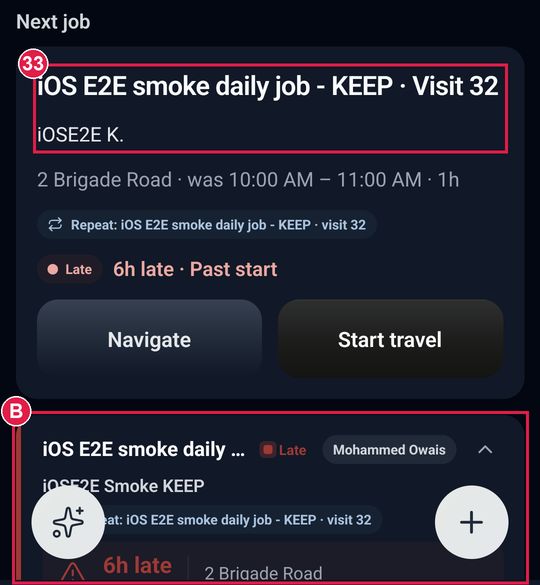 Next job
33
iOS E2E smoke daily job - KEEP · Visit 32
iOSE2E K.
2 Brigade Road · was 10:00 AM – 11:00 AM · 1h
Repeat: iOS E2E smoke daily job - KEEP · visit 32
Late 6h late · Past start
Navigate Start travel
B
iOS E2E smoke daily ... Late Mohammed Owais
iOSE2E Smoke KEEP
iOS E2E smoke daily job - KEEP · visit 32
6h late 2 Brigade Road